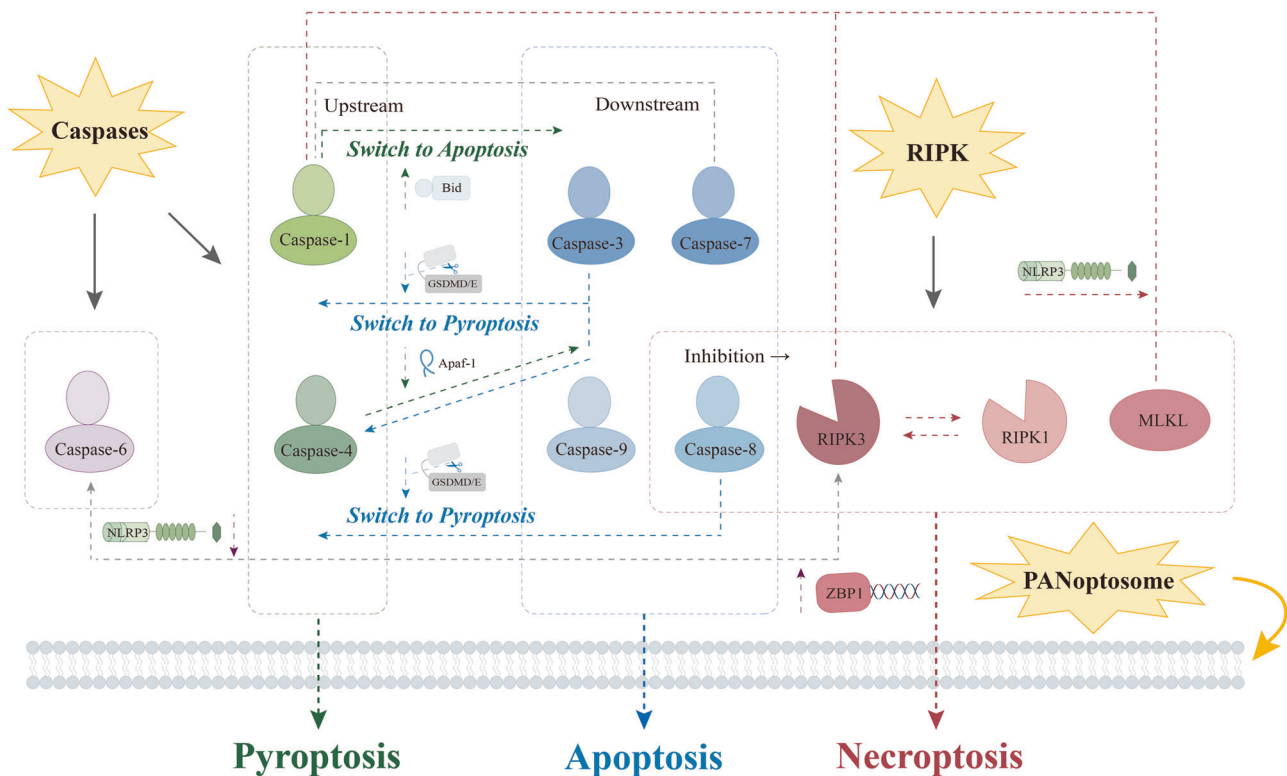 Caspases
Upstream
Downstream
Switch to Apoptosis
RIPK
Bid
Caspase-1
Caspase-3
Caspase-7
GSDMD/E
NLRP3
Switch to Pyroptosis
Apaf-1
Inhibition →
Caspase-6
Caspase-4
Caspase-9
Caspase-8
RIPK3
RIPK1
MLKL
GSDMD/E
Switch to Pyroptosis
NLRP3
ZBP1
PANoptosome
Pyroptosis
Apoptosis
Necroptosis